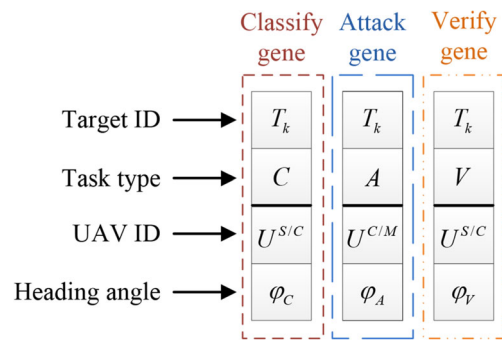 Classify gene
Attack gene
Verify gene
Target ID T_k T_k T_k
Task type C A V
UAV ID U^{S/C} U^{C/M} U^{S/C}
Heading angle φ_C φ_A φ_V